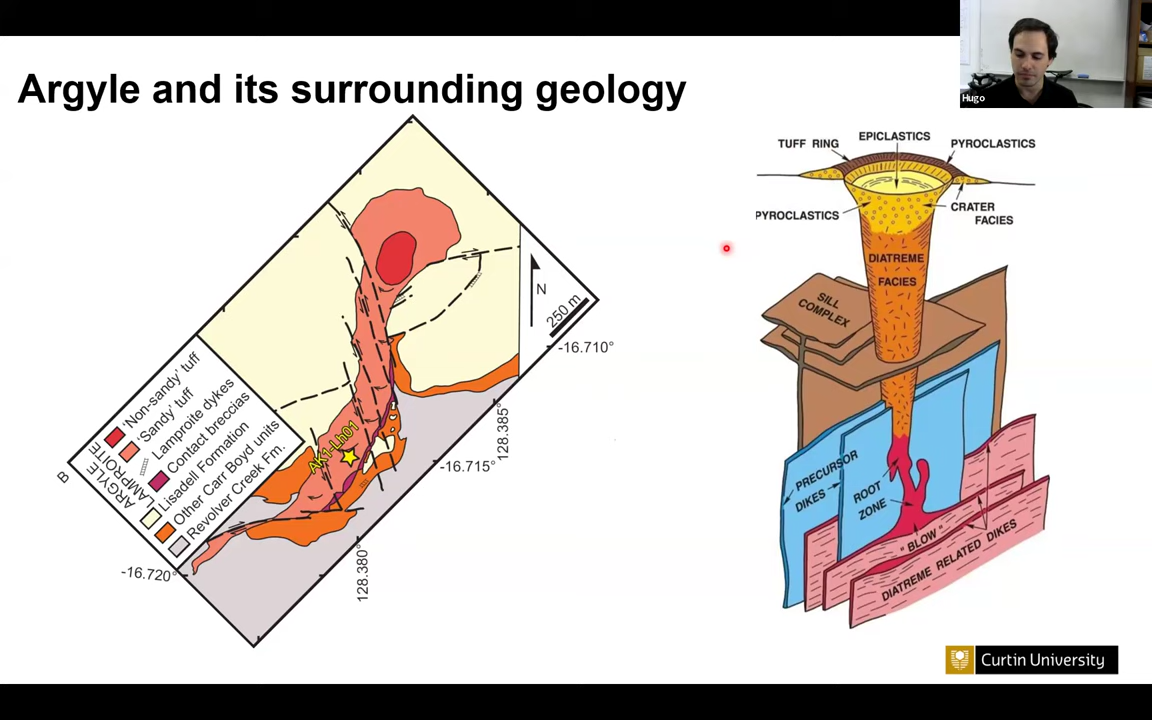 Hugo
Argyle and its surrounding geology
N
250 m
-16.710°
128.385°
-16.715°
128.380°
-16.720°
AK1-Lh01
B
ARGYLE
LAMPROITE
'Non-sandy' tuff
'Sandy' tuff
Lamproite dykes
Contact breccias
Lisadell Formation
Other Carr Boyd units
Revolver Creek Fm.
EPICLASTICS
TUFF RING
PYROCLASTICS
PYROCLASTICS
CRATER
FACIES
DIATREME
FACIES
SILL
COMPLEX
PRECURSOR
DIKES
ROOT
ZONE
"BLOW"
DIATREME RELATED DIKES
Curtin University